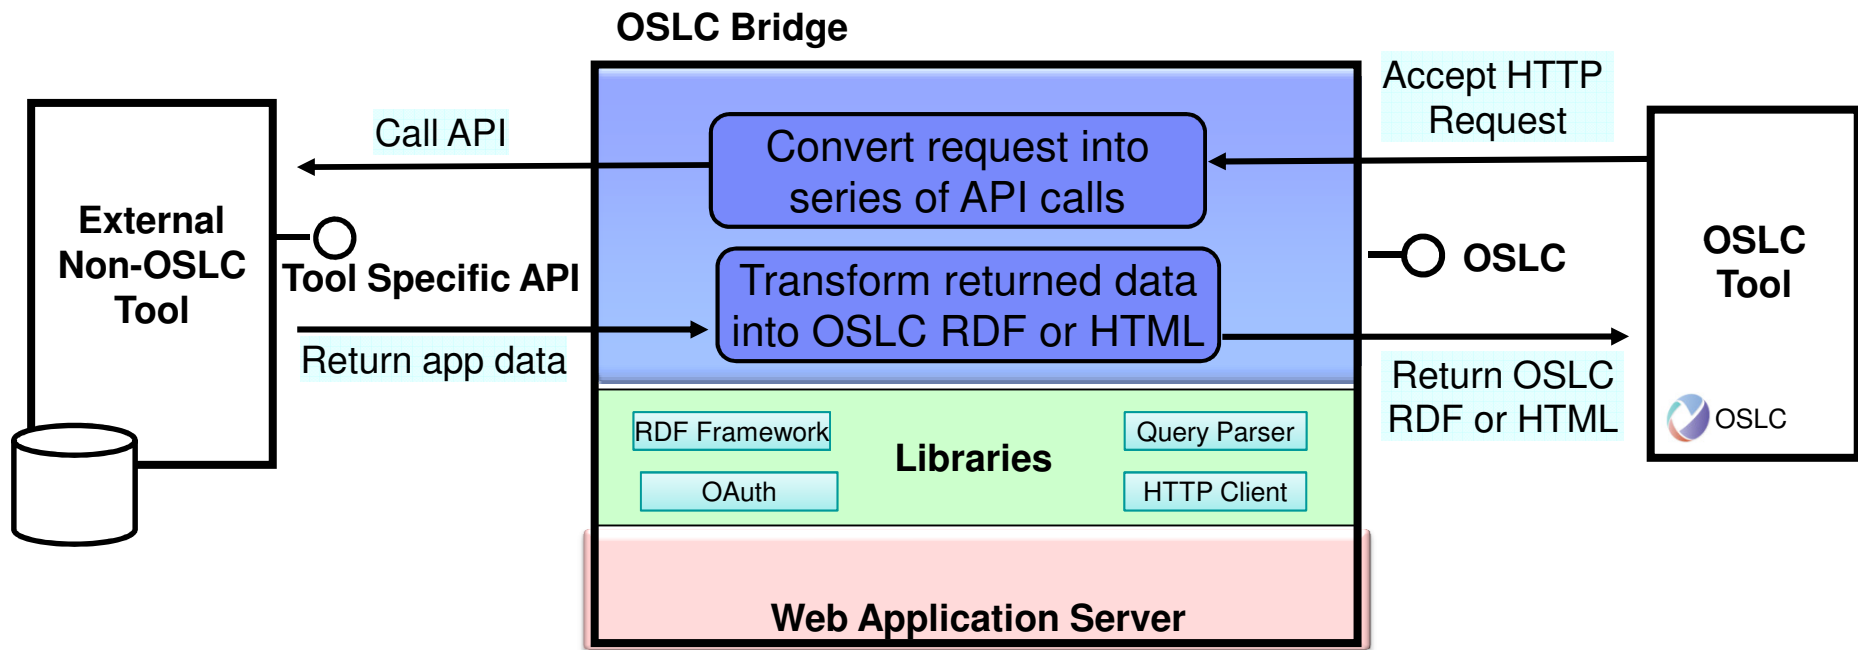 OSLC Bridge
Accept HTTP
Request
Call API
Convert request into
series of API calls
External
Non-OSLC
Tool
Tool Specific API
OSLC
OSLC
Tool
Transform returned data
into OSLC RDF or HTML
Return app data
Return OSLC
RDF or HTML
OSLC
RDF Framework
Query Parser
Libraries
OAuth
HTTP Client
Web Application Server